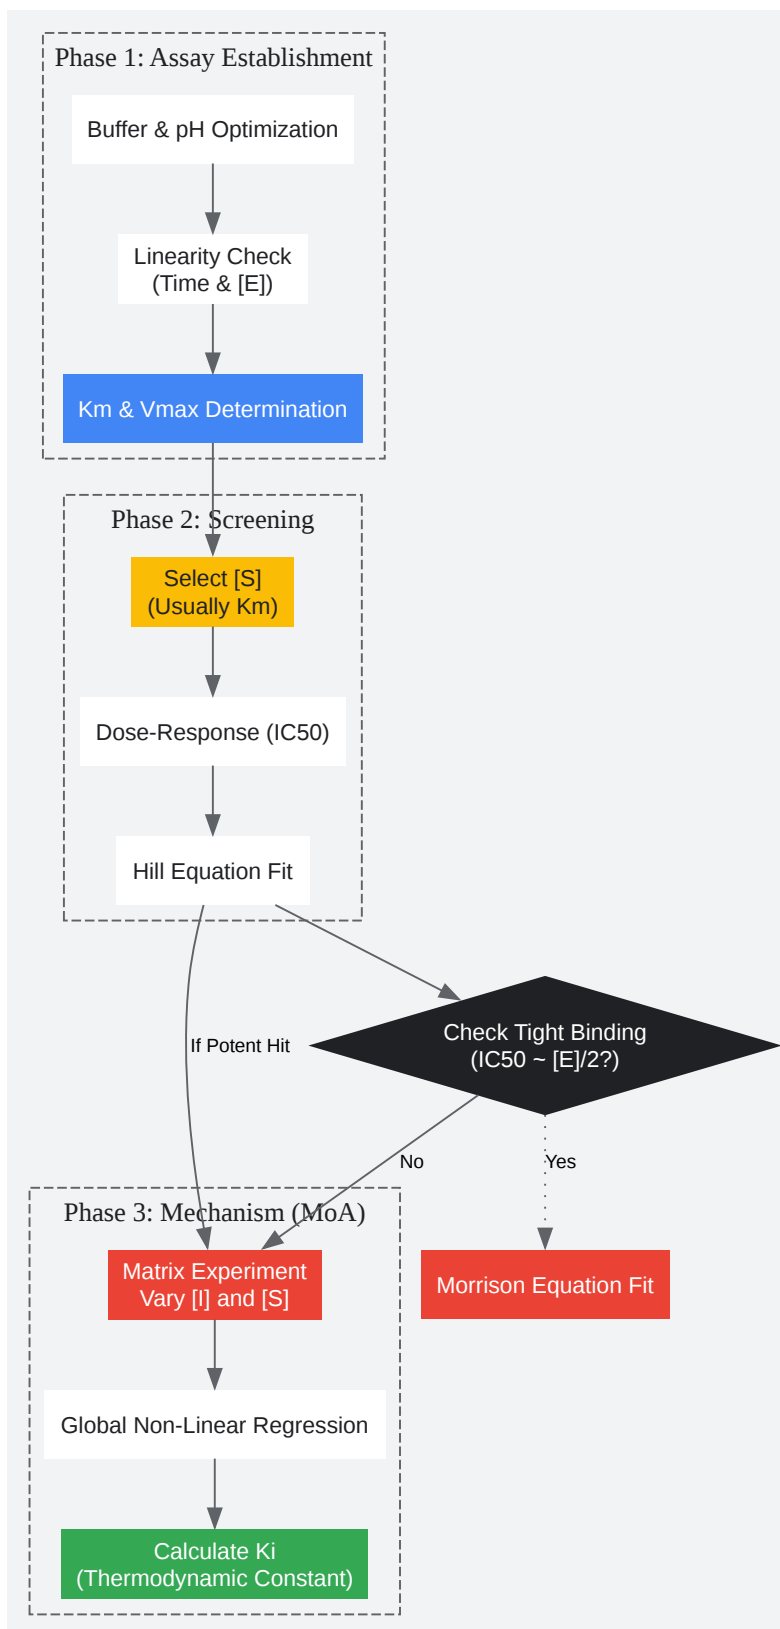 Phase 1: Assay Establishment
Buffer & pH Optimization
Linearity Check
(Time & [E])
Km & Vmax Determination
Phase 2: Screening
Select [S]
(Usually Km)
Dose-Response (IC50)
Hill Equation Fit
Check Tight Binding
(IC50 ~ [E]/2?)
If Potent Hit
No
Yes
Phase 3: Mechanism (MoA)
Matrix Experiment
Vary [I] and [S]
Morrison Equation Fit
Global Non-Linear Regression
Calculate Ki
(Thermodynamic Constant)